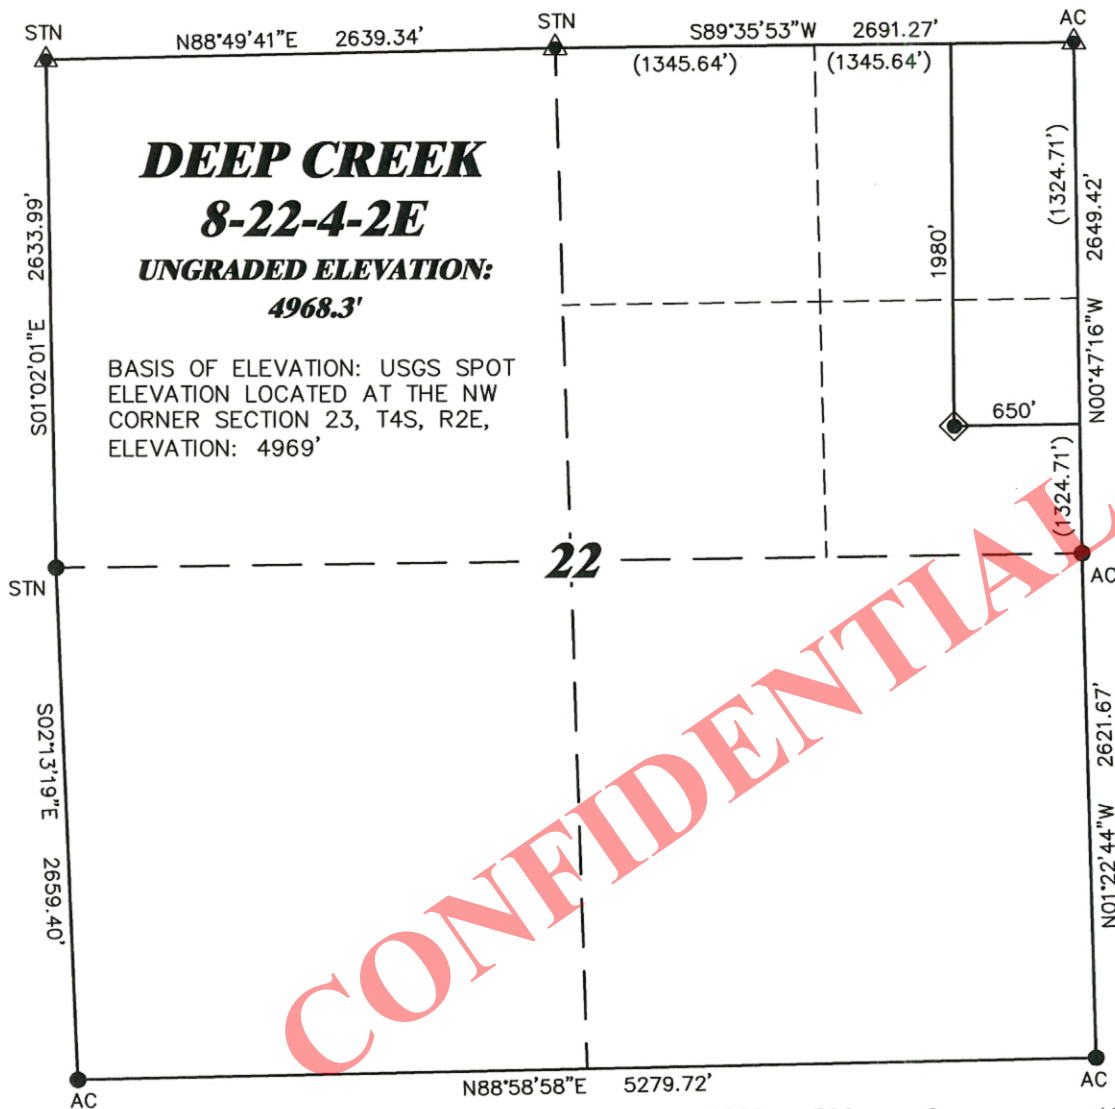 STN
STN
AC
N88°49'41"E 2639.34'
S89°35'53"W 2691.27'
(1345.64')
(1345.64')
DEEP CREEK
8-22-4-2E
UNGRADED ELEVATION:
4968.3'
BASIS OF ELEVATION: USGS SPOT
ELEVATION LOCATED AT THE NW
CORNER SECTION 23, T4S, R2E,
ELEVATION: 4969'
S01°02'01"E 2633.99'
1980'
(1324.71')
N00°47'16"W 2649.42'
650'
(1324.71')
STN
22
AC
CONFIDENTIAL
S02°13'19"E 2659.40'
N01°22'44"W 2621.67'
N88°58'58"E 5279.72'
AC
AC